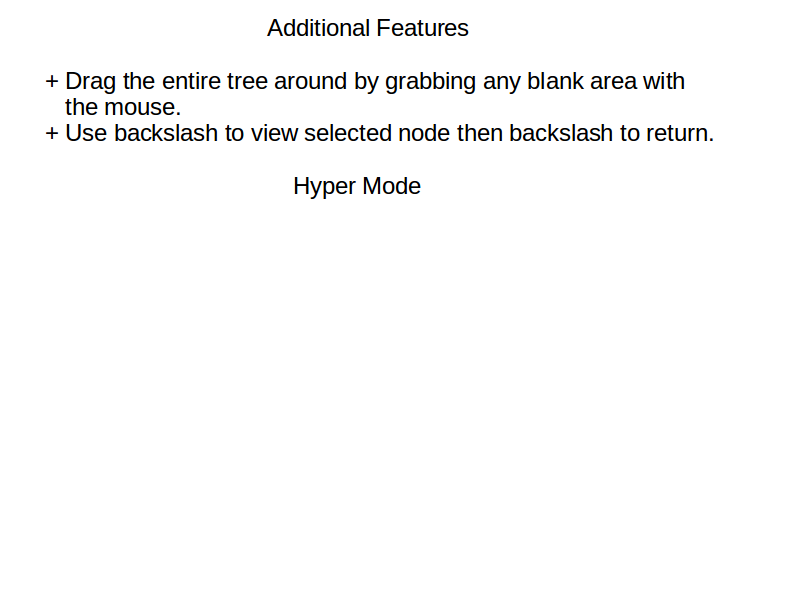 Additional Features
+ Drag the entire tree around by grabbing any blank area with
the mouse.
+ Use backslash to view selected node then backslash to return.
Hyper Mode